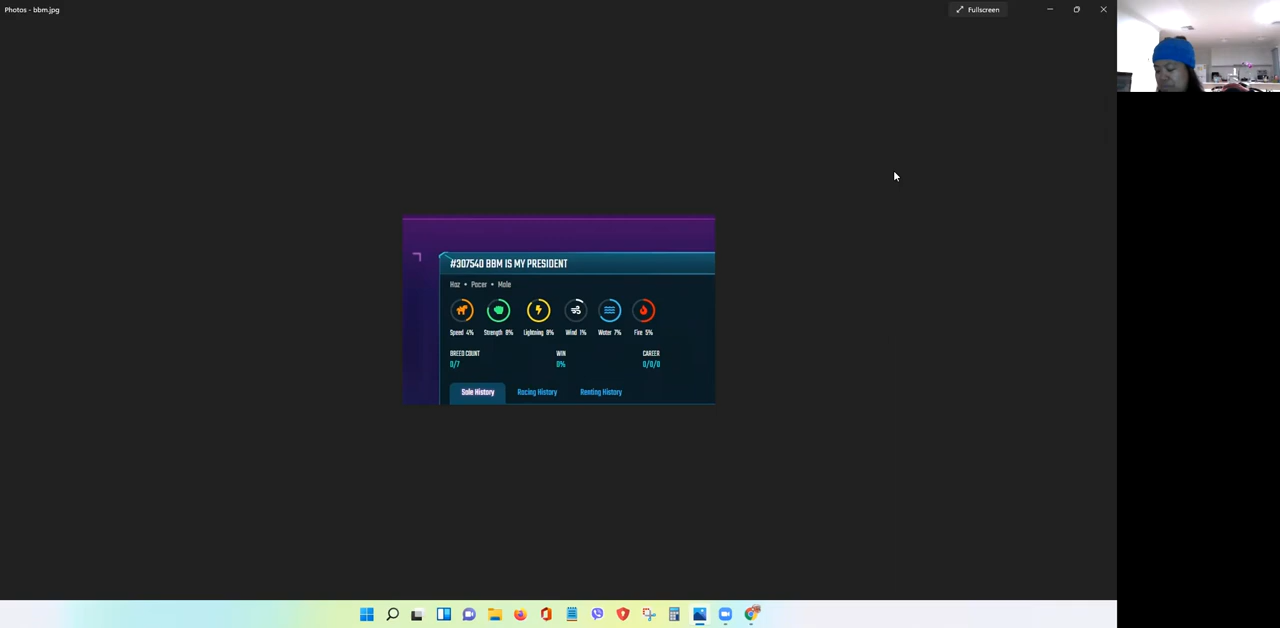 Photos - bbm.jpg
Fullscreen
#307540 BBM IS MY PRESIDENT
Kaz • Pacer • Male
Speed 4% Strength 8% Lightning 9% Wind 1% Water 7% Fire 5%
BREED COUNT WIN CAREER
0/7 0% 0/0/0
Sale History Racing History Renting History